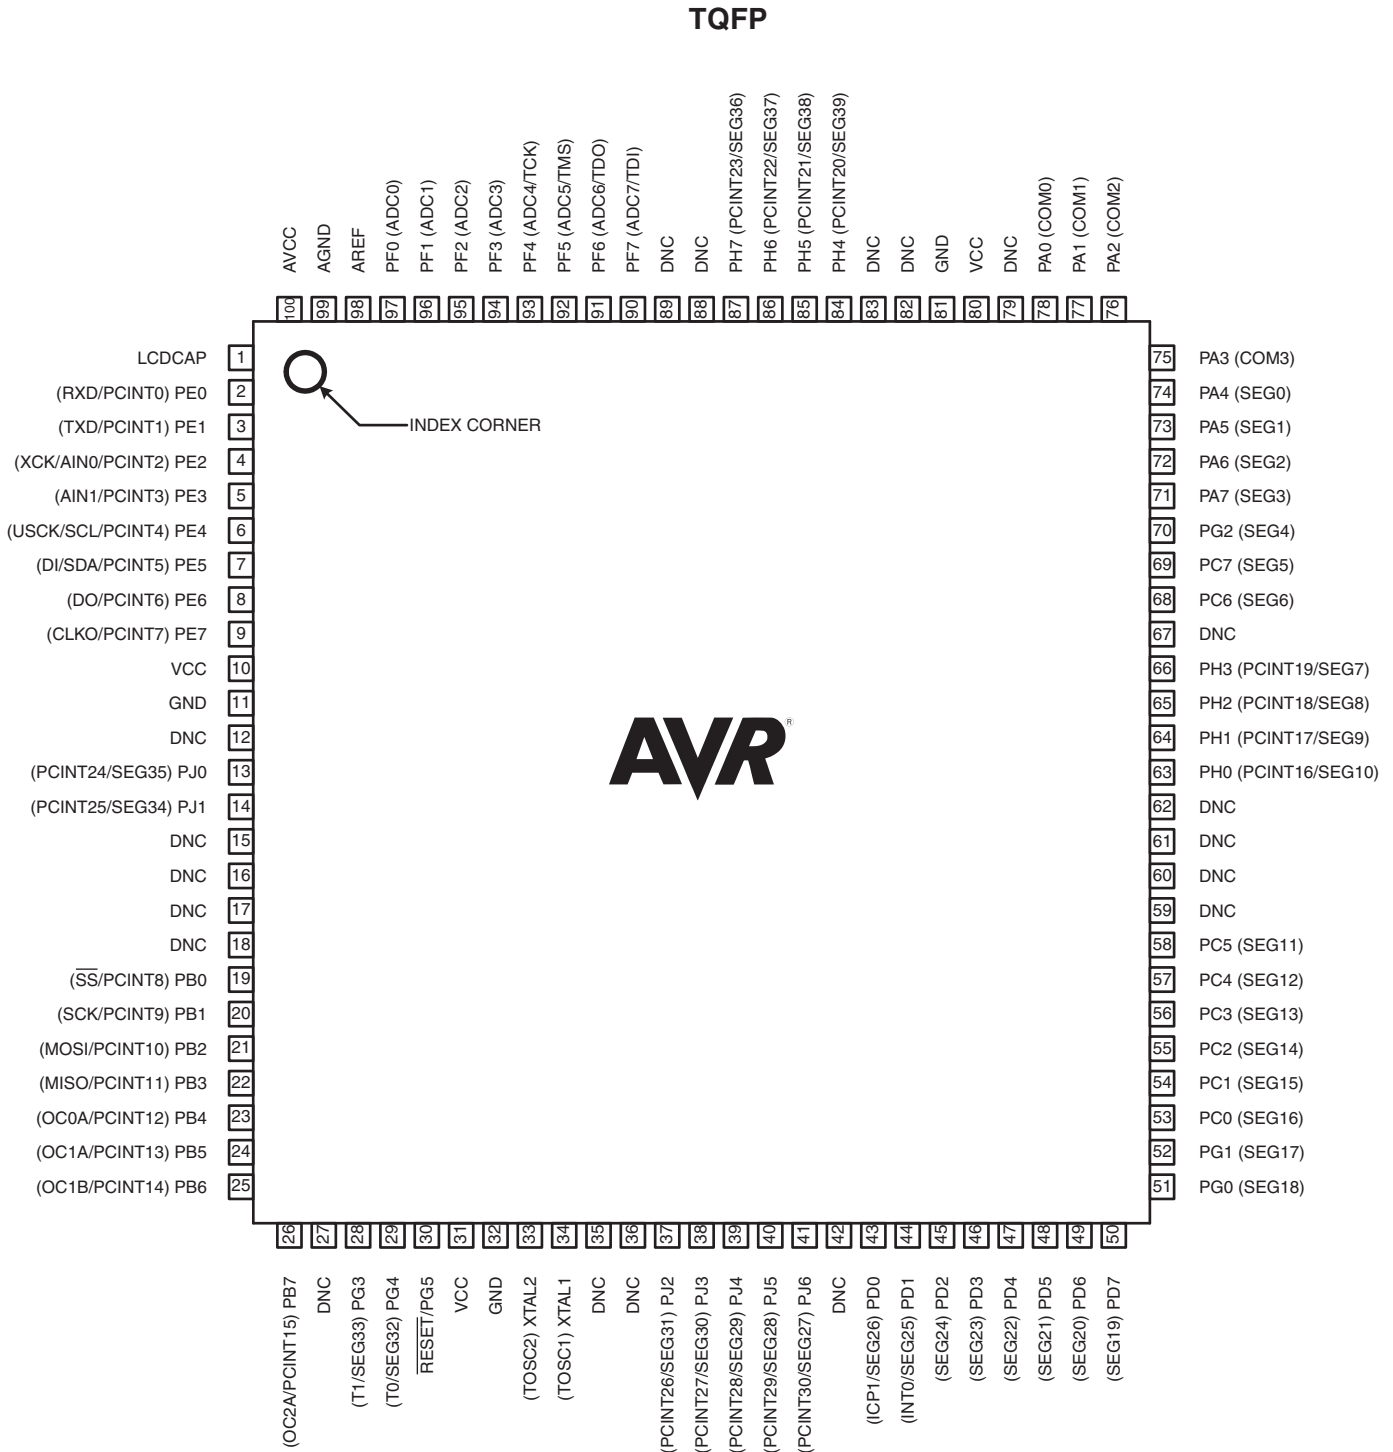 TQFP
AVCC
AGND
AREF
PF0 (ADC0)
PF1 (ADC1)
PF2 (ADC2)
PF3 (ADC3)
PF4 (ADC4/TCK)
PF5 (ADC5/TMS)
PF6 (ADC6/TDO)
PF7 (ADC7/TDI)
DNC
DNC
PH7 (PCINT23/SEG36)
PH6 (PCINT22/SEG37)
PH5 (PCINT21/SEG38)
PH4 (PCINT20/SEG39)
DNC
DNC
GND
VCC
DNC
PA0 (COM0)
PA1 (COM1)
PA2 (COM2)
100
99
98
97
96
95
94
93
92
91
90
89
88
87
86
85
84
83
82
81
80
79
78
77
76
LCDCAP 1
(RXD/PCINT0) PE0 2
(TXD/PCINT1) PE1 3
(XCK/AIN0/PCINT2) PE2 4
(AIN1/PCINT3) PE3 5
(USCK/SCL/PCINT4) PE4 6
(DI/SDA/PCINT5) PE5 7
(DO/PCINT6) PE6 8
(CLKO/PCINT7) PE7 9
VCC 10
GND 11
DNC 12
(PCINT24/SEG35) PJ0 13
(PCINT25/SEG34) PJ1 14
DNC 15
DNC 16
DNC 17
DNC 18
(SS/PCINT8) PB0 19
(SCK/PCINT9) PB1 20
(MOSI/PCINT10) PB2 21
(MISO/PCINT11) PB3 22
(OC0A/PCINT12) PB4 23
(OC1A/PCINT13) PB5 24
(OC1B/PCINT14) PB6 25
INDEX CORNER
AVR®
75 PA3 (COM3)
74 PA4 (SEG0)
73 PA5 (SEG1)
72 PA6 (SEG2)
71 PA7 (SEG3)
70 PG2 (SEG4)
69 PC7 (SEG5)
68 PC6 (SEG6)
67 DNC
66 PH3 (PCINT19/SEG7)
65 PH2 (PCINT18/SEG8)
64 PH1 (PCINT17/SEG9)
63 PH0 (PCINT16/SEG10)
62 DNC
61 DNC
60 DNC
59 DNC
58 PC5 (SEG11)
57 PC4 (SEG12)
56 PC3 (SEG13)
55 PC2 (SEG14)
54 PC1 (SEG15)
53 PC0 (SEG16)
52 PG1 (SEG17)
51 PG0 (SEG18)
26
27
28
29
30
31
32
33
34
35
36
37
38
39
40
41
42
43
44
45
46
47
48
49
50
(OC2A/PCINT15) PB7
DNC
(T1/SEG33) PG3
(T0/SEG32) PG4
RESET/PG5
VCC
GND
(TOSC2) XTAL2
(TOSC1) XTAL1
DNC
DNC
(PCINT26/SEG31) PJ2
(PCINT27/SEG30) PJ3
(PCINT28/SEG29) PJ4
(PCINT29/SEG28) PJ5
(PCINT30/SEG27) PJ6
DNC
(ICP1/SEG26) PD0
(INT0/SEG25) PD1
(SEG24) PD2
(SEG23) PD3
(SEG22) PD4
(SEG21) PD5
(SEG20) PD6
(SEG19) PD7